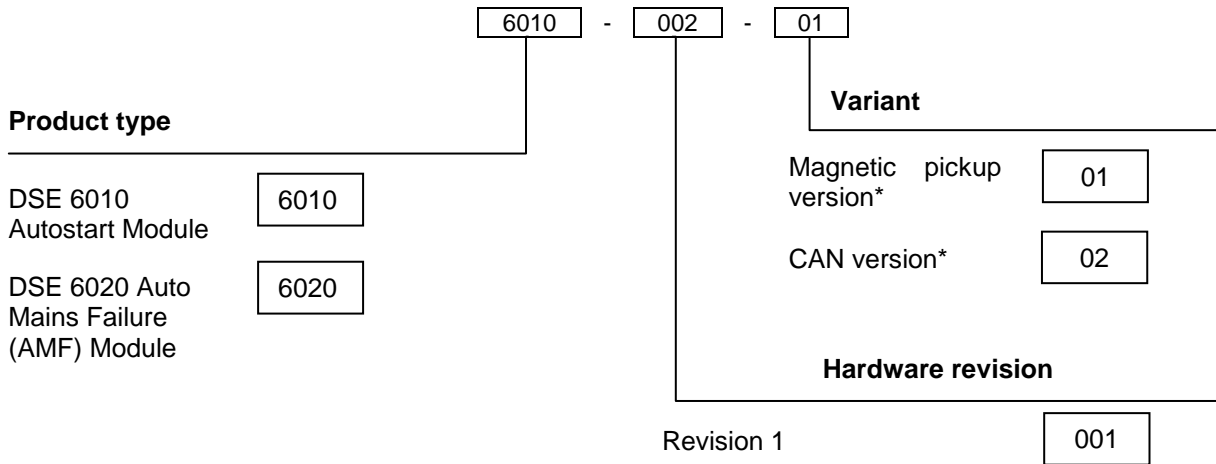 6010 - 002 - 01
Product type
DSE 6010
Autostart Module
6010
DSE 6020 Auto
Mains Failure
(AMF) Module
6020
Variant
Magnetic pickup
version*
01
CAN version*
02
Hardware revision
Revision 1
001